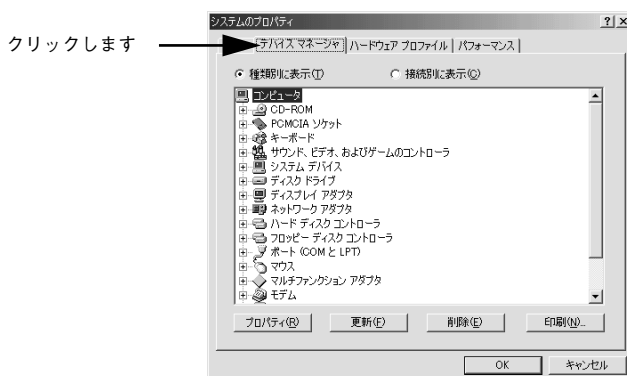 システムのプロパティ
? ×
クリックします
デバイス マネージャ ハードウェア プロファイル パフォーマンス
種類別に表示(T) 接続別に表示(C)
コンピュータ
CD-ROM
PCMCIA ソケット
キーボード
サウンド、ビデオ、およびゲームのコントローラ
システム デバイス
ディスク ドライブ
ディスプレイ アダプタ
ネットワーク アダプタ
ハード ディスク コントローラ
フロッピー ディスク コントローラ
ポート (COM と LPT)
マウス
マルチファンクション アダプタ
モデム
プロパティ(R) 更新(F) 削除(E) 印刷(N)...
OK キャンセル